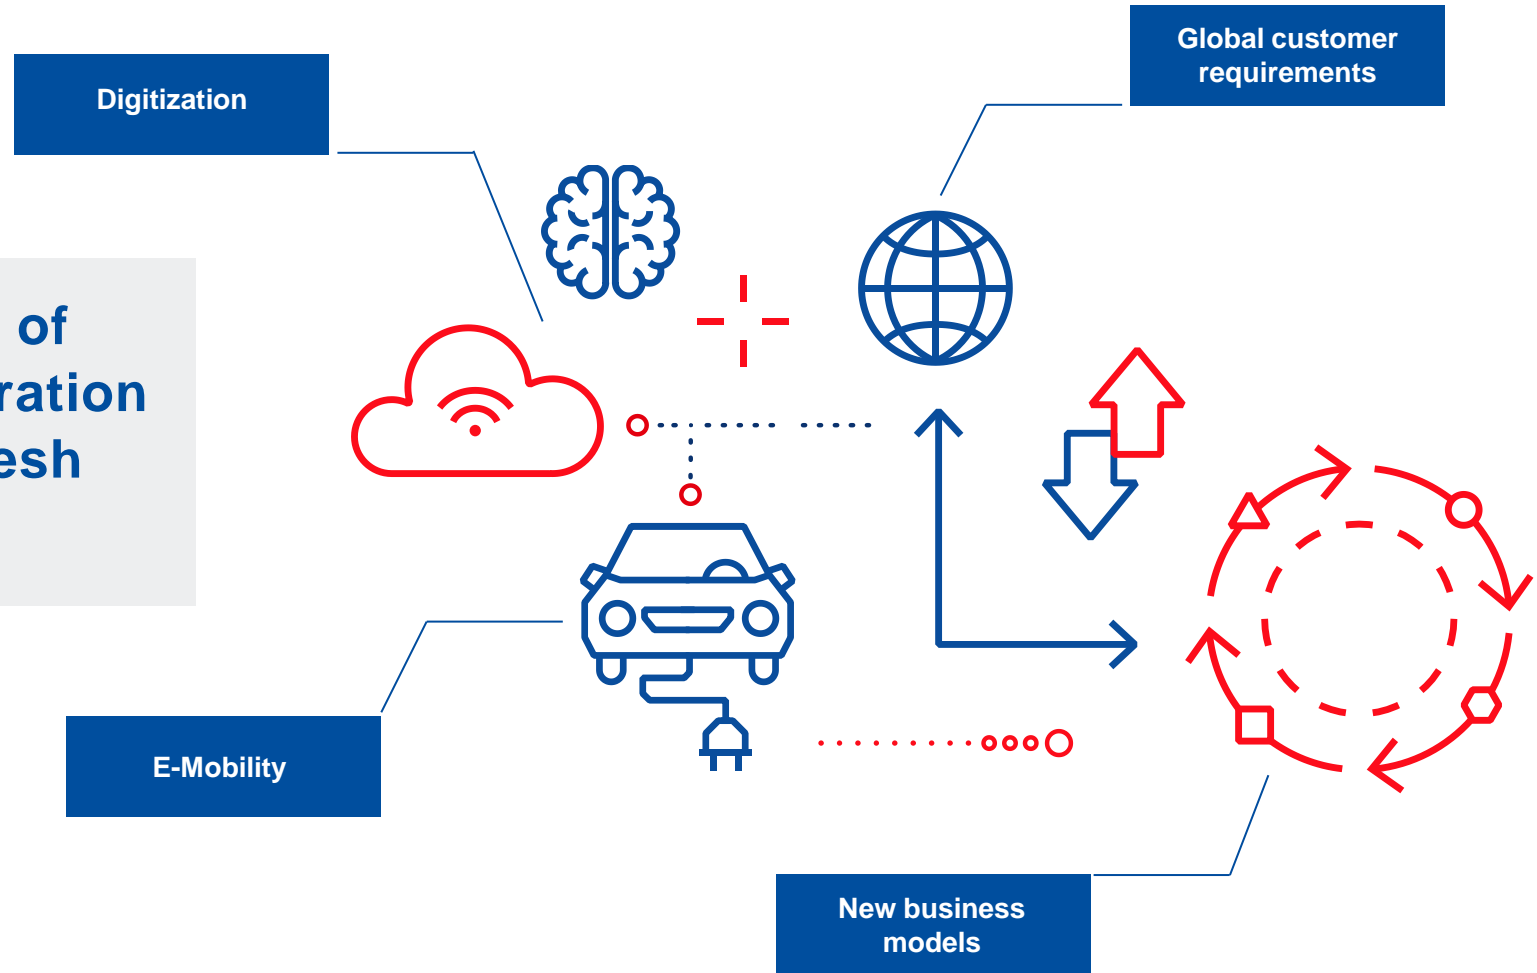 Global customer
requirements
Digitization
of
ration
esh
E-Mobility
New business
models